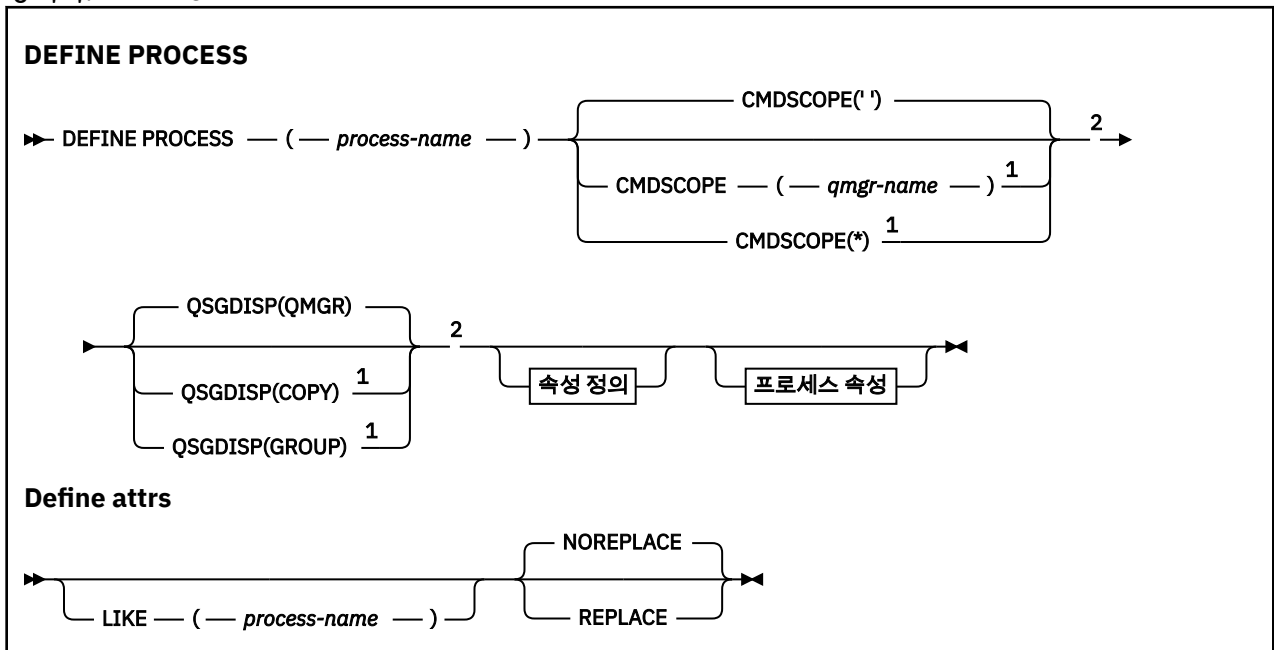 DEFINE PROCESS
CMDSCOPE(' ')
DEFINE PROCESS ( process-name ) 2
CMDSCOPE ( qmgr-name ) 1
CMDSCOPE(*) 1
QSGDISP(QMGR)
2
QSGDISP(COPY) 1 속성 정의 프로세스 속성
QSGDISP(GROUP) 1
Define attrs
NOREPLACE
LIKE ( process-name ) REPLACE